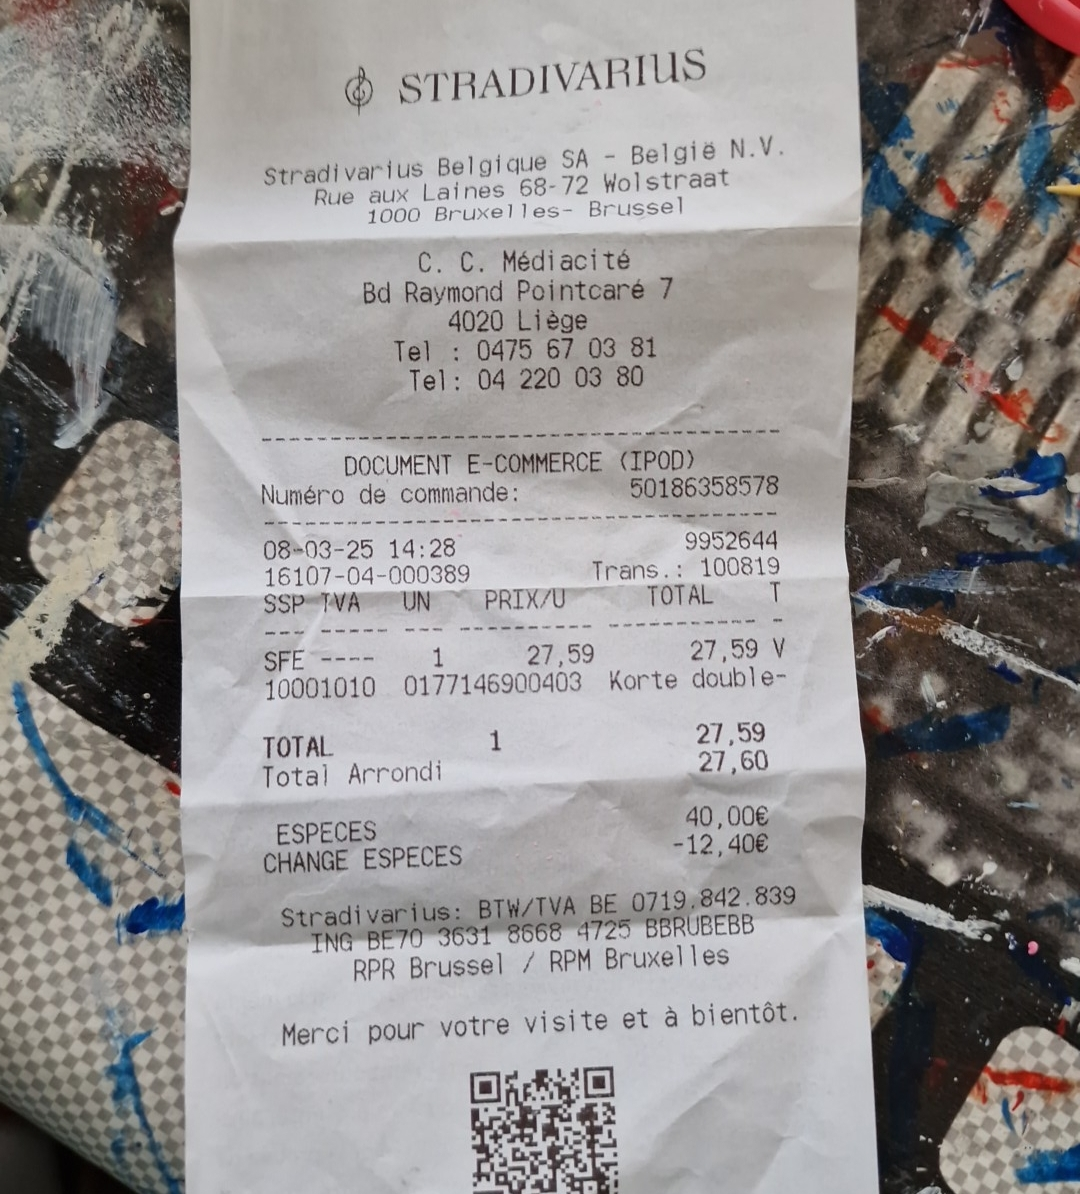 STRADIVARIUS
Stradivarius Belgique SA - België N.V.
Rue aux Laines 68-72 Wolstraat
1000 Bruxelles- Brussel
C. C. Médiacité
Bd Raymond Pointcaré 7
4020 Liège
Tel : 0475 67 03 81
Tel: 04 220 03 80
DOCUMENT E-COMMERCE (IPOD)
Numéro de commande: 50186358578
08-03-25 14:28 9952644
16107-04-000389 Trans.: 100819
SSP TVA UN PRIX/U TOTAL T
SFE ---- 1 27,59 27,59 V
10001010 0177146900403 Korte double-
TOTAL 1 27,59
Total Arrondi 27,60
ESPECES 40,00€
CHANGE ESPECES -12,40€
Stradivarius: BTW/TVA BE 0719.842.839
ING BE70 3631 8668 4725 BBRUBEBB
RPR Brussel / RPM Bruxelles
Merci pour votre visite et à bientôt.